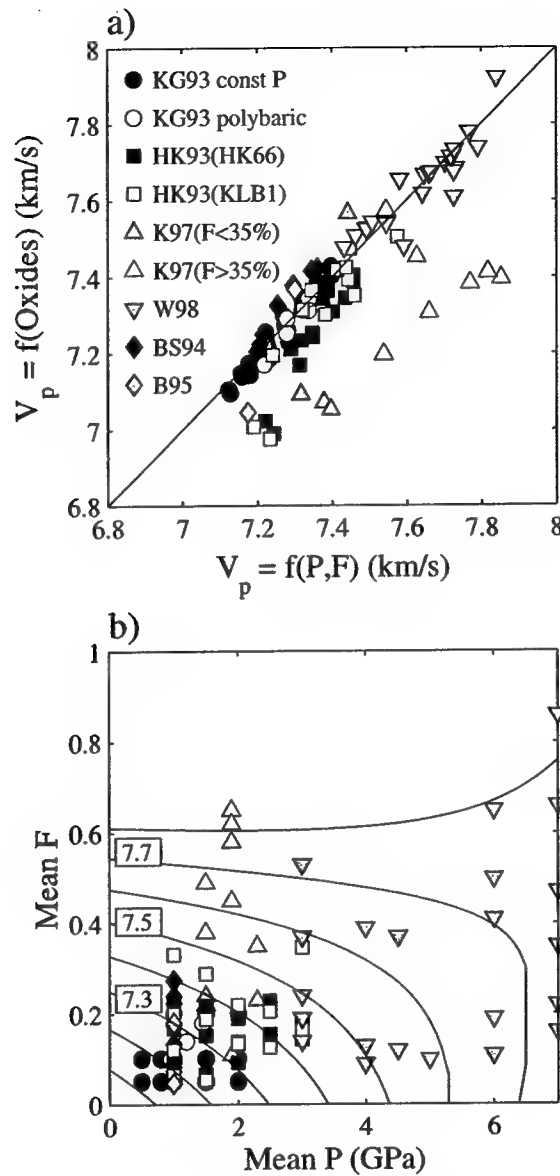 a)
8
7.8
7.6
7.4
7.2
7
6.8
V_p = f(Oxides) (km/s)
KG93 const P
KG93 polybaric
HK93(HK66)
HK93(KLB1)
K97(F<35%)
K97(F>35%)
W98
BS94
B95
6.8
7
7.2
7.4
7.6
7.8
8
V_p = f(P,F) (km/s)
b)
1
0.8
0.6
0.4
0.2
0
Mean F
7.7
7.5
7.3
0
2
4
6
Mean P (GPa)